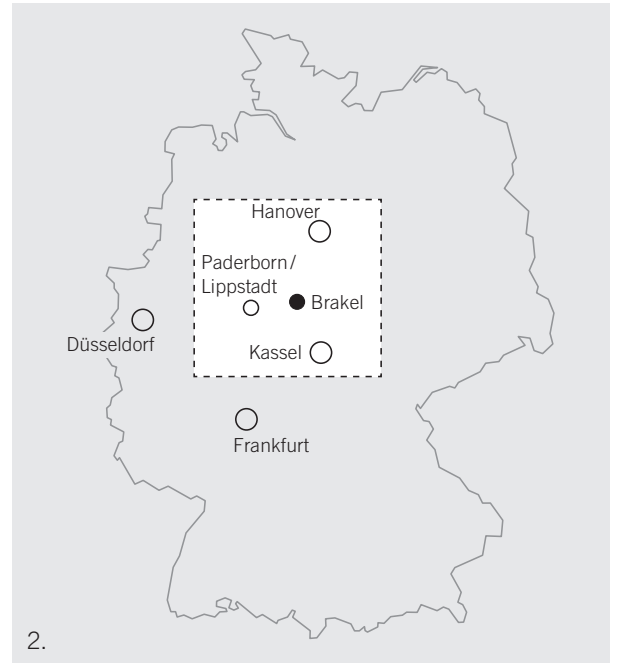 Hanover
Paderborn/
Lippstadt
Brakel
Düsseldorf
Kassel
Frankfurt
2.